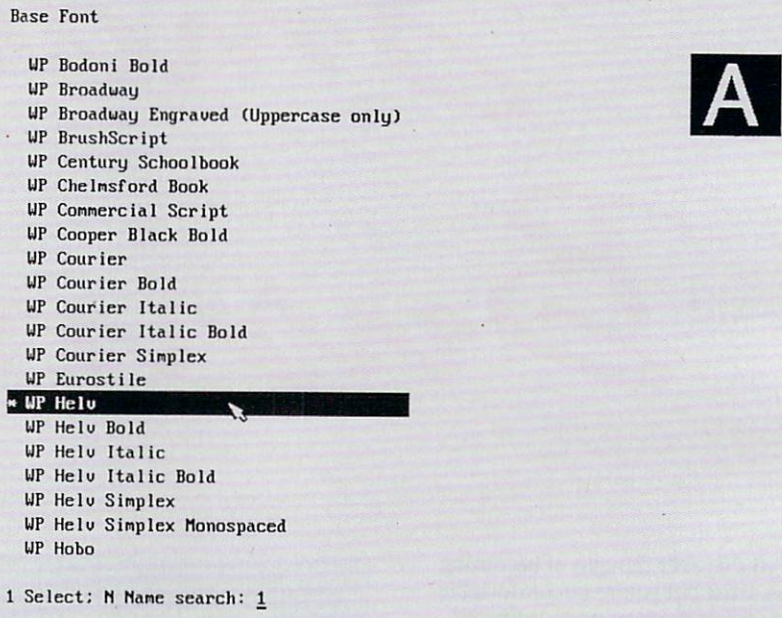 Base Font
WP Bodoni Bold
WP Broadway
WP Broadway Engraved (Uppercase only)
WP BrushScript
WP Century Schoolbook
WP Chelmsford Book
WP Commercial Script
WP Cooper Black Bold
WP Courier
WP Courier Bold
WP Courier Italic
WP Courier Italic Bold
WP Courier Simplex
WP Eurostile
* WP Helv
WP Helv Bold
WP Helv Italic
WP Helv Italic Bold
WP Helv Simplex
WP Helv Simplex Monospaced
WP Hobo
1 Select; N Name search: 1
A